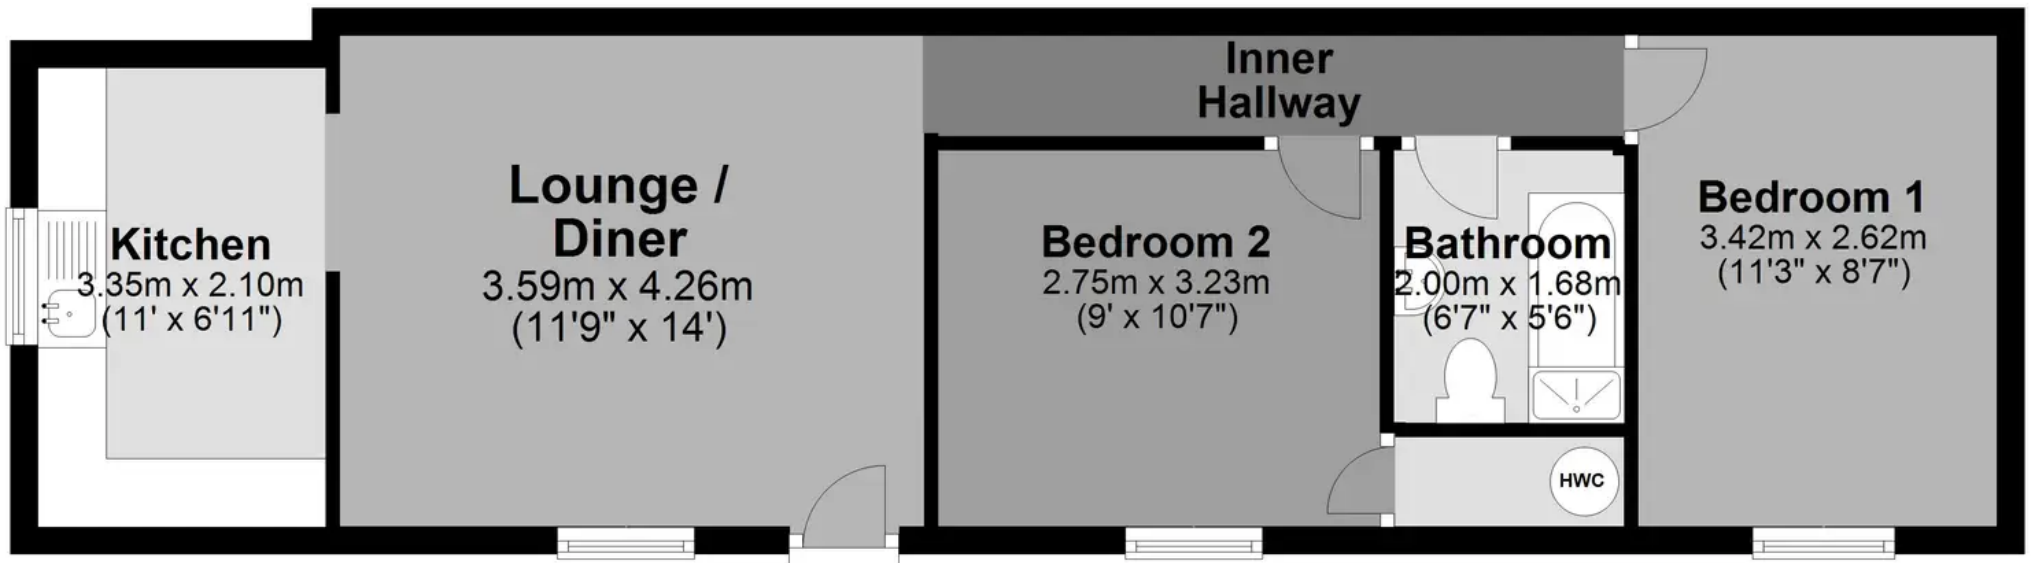 Kitchen
3.35m x 2.10m
(11' x 6'11")
Lounge /
Diner
3.59m x 4.26m
(11'9" x 14')
Inner
Hallway
Bedroom 2
2.75m x 3.23m
(9' x 10'7")
Bathroom
2.00m x 1.68m
(6'7" x 5'6")
HWC
Bedroom 1
3.42m x 2.62m
(11'3" x 8'7")